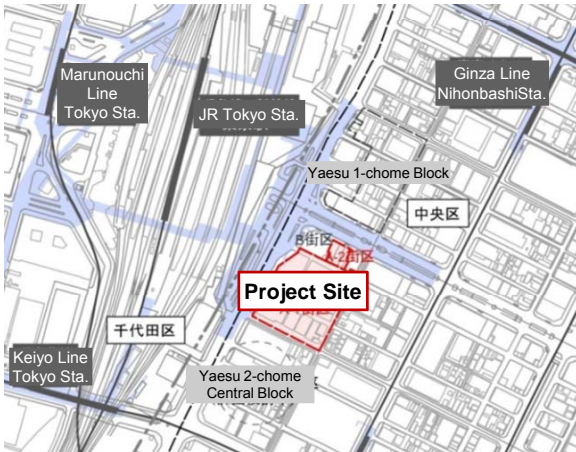 Marunouchi
Line
Tokyo Sta.
JR Tokyo Sta.
Ginza Line
NihonbashiSta.
Yaesu 1-chome Block
中央区
B街区
A-2街区
Project Site
千代田区
Keiyo Line
Tokyo Sta.
Yaesu 2-chome
Central Block
区